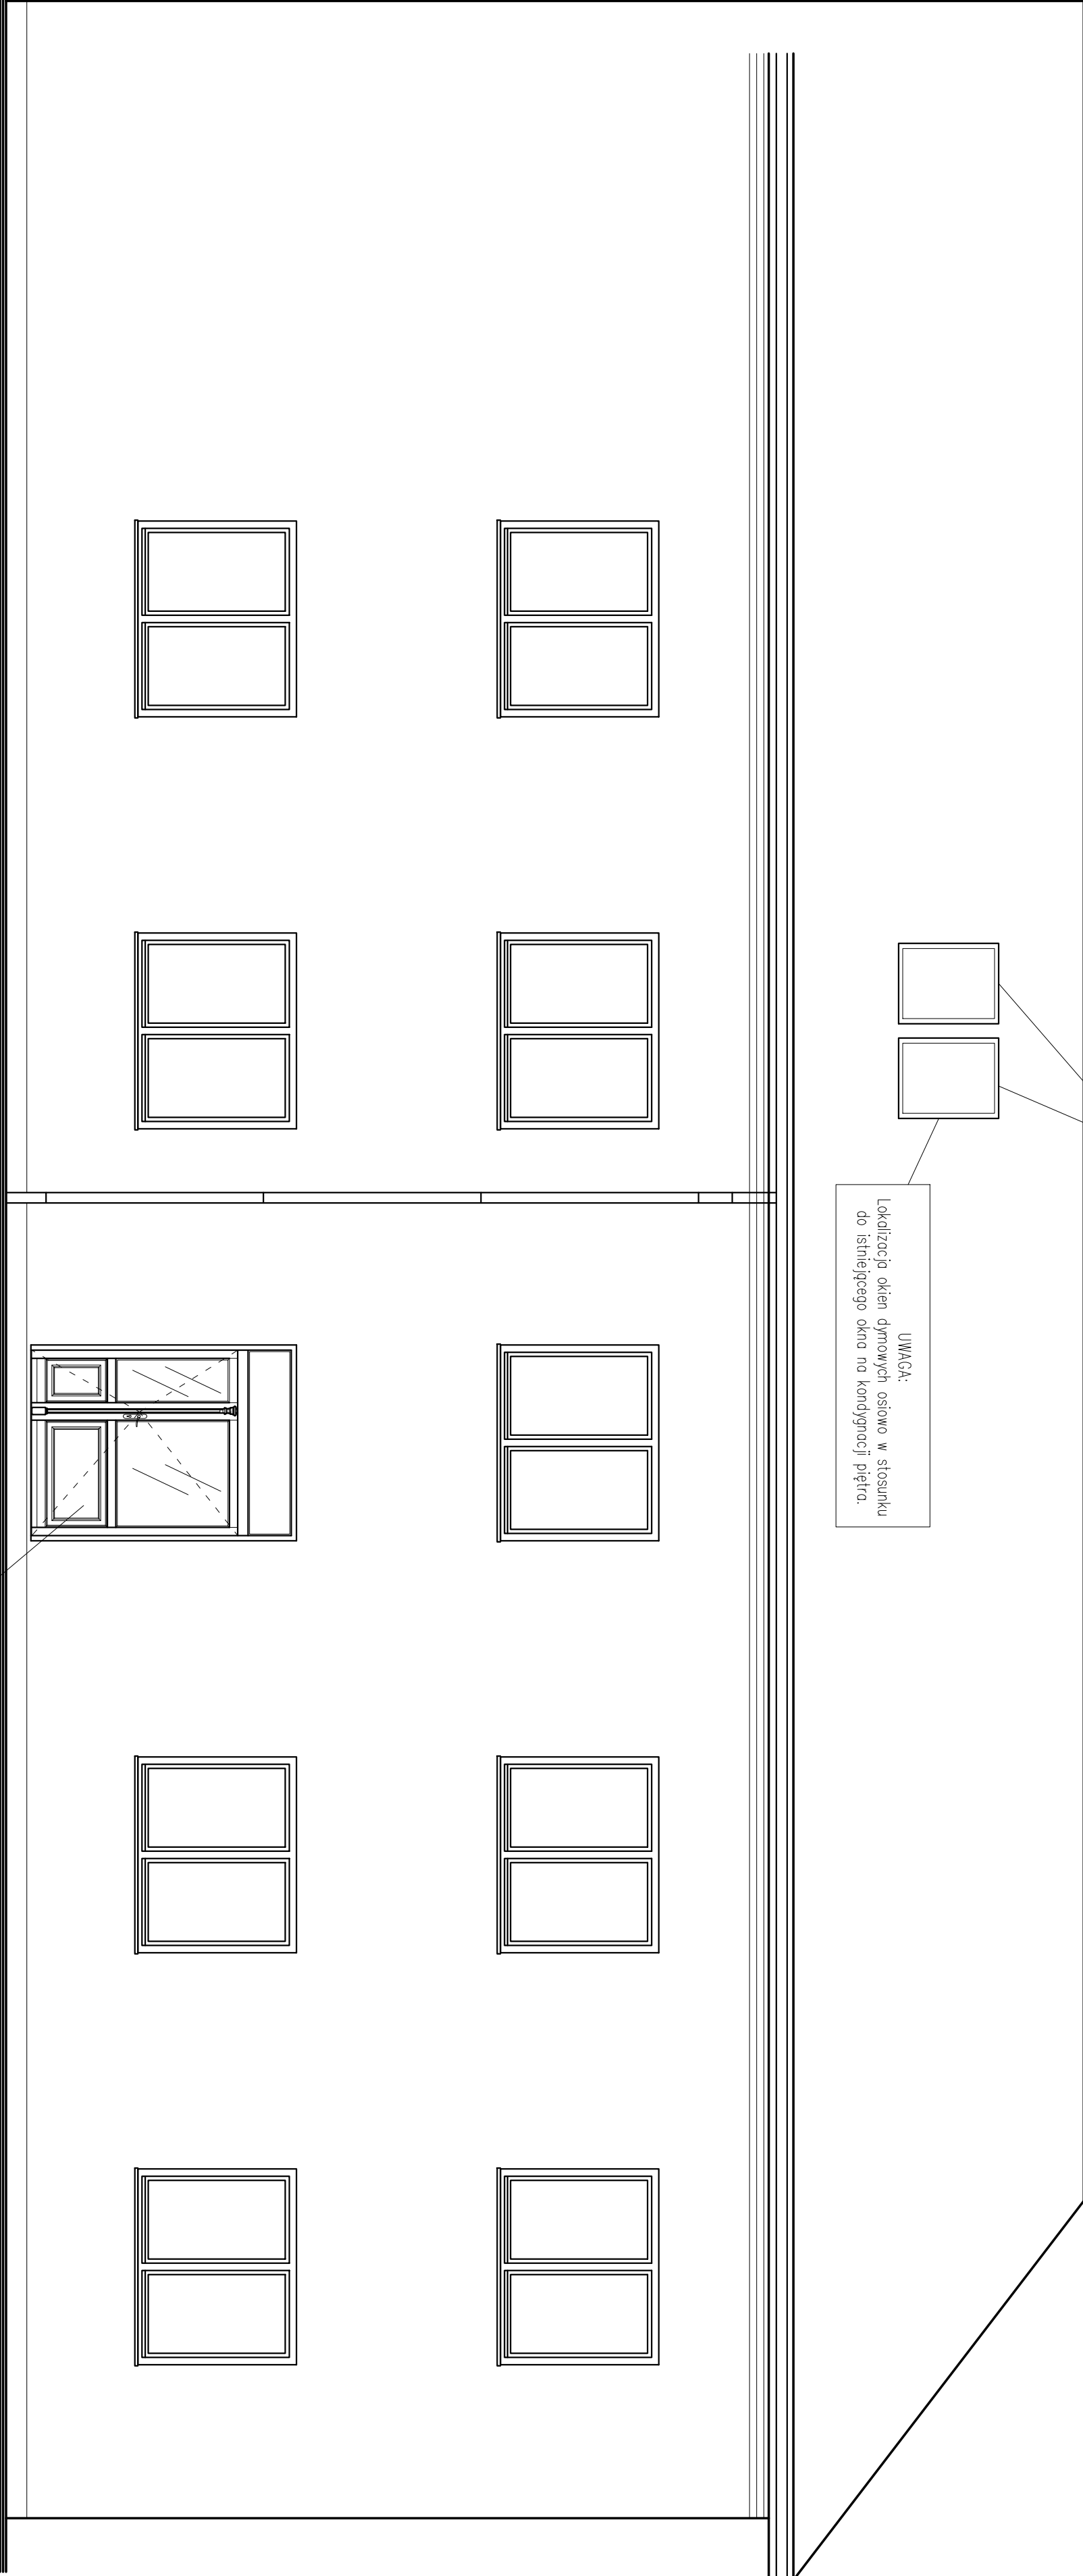 UWAGA:
Lokalizacja okien dymowych osiowo w stosunku
do istniejącego okna na kondygnacji piętra.